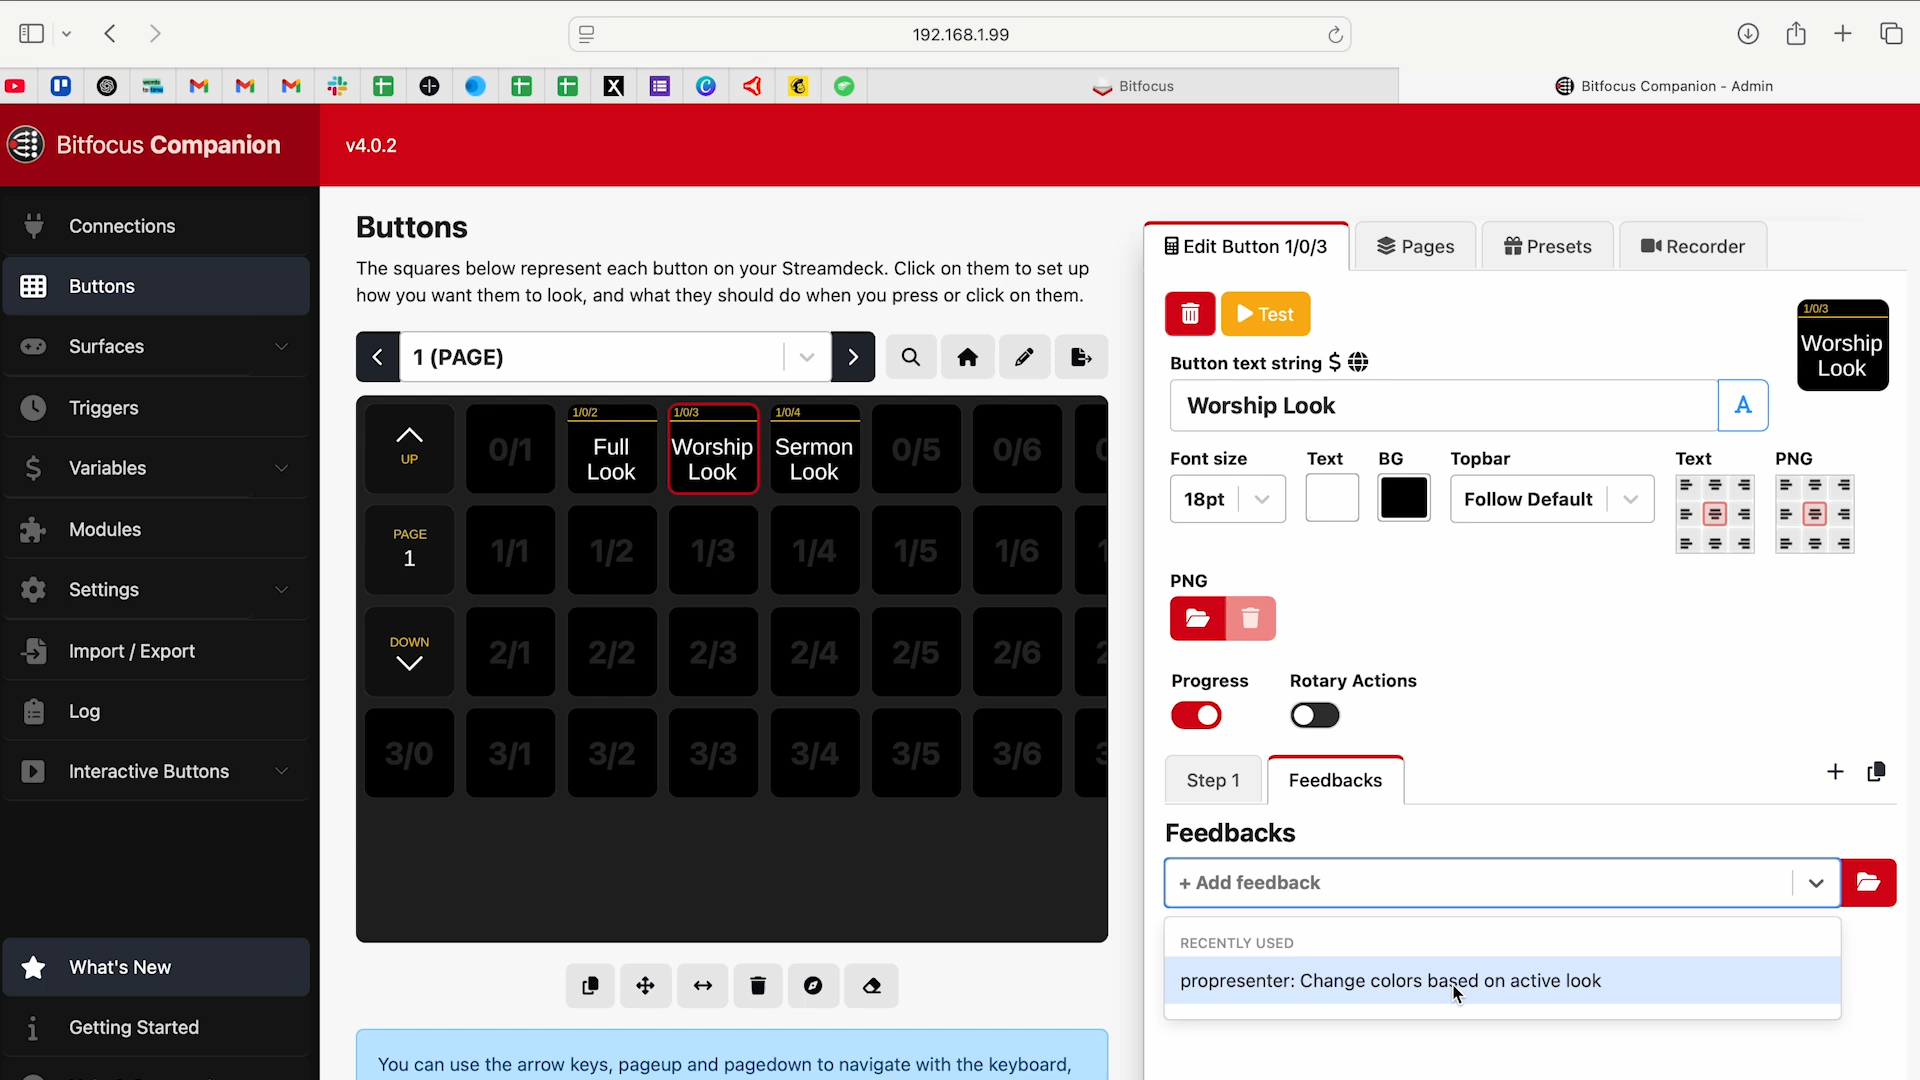 192.168.1.99
Bitfocus
Bitfocus Companion - Admin
Bitfocus Companion
v4.0.2
Connections
Buttons
Surfaces
Triggers
Variables
Modules
Settings
Import / Export
Log
Interactive Buttons
What's New
Getting Started
Buttons
The squares below represent each button on your Streamdeck. Click on them to set up
how you want them to look, and what they should do when you press or click on them.
1 (PAGE)
UP
0/1
1/0/2
Full
Look
1/0/3
Worship
Look
1/0/4
Sermon
Look
0/5
0/6
PAGE
1
1/1
1/2
1/3
1/4
1/5
1/6
DOWN
2/1
2/2
2/3
2/4
2/5
2/6
3/0
3/1
3/2
3/3
3/4
3/5
3/6
You can use the arrow keys, pageup and pagedown to navigate with the keyboard,
Edit Button 1/0/3
Pages
Presets
Recorder
Test
1/0/3
Worship
Look
Button text string $
Worship Look
A
Font size
Text
BG
Topbar
Text
PNG
18pt
Follow Default
PNG
Progress
Rotary Actions
Step 1
Feedbacks
Feedbacks
+ Add feedback
RECENTLY USED
propresenter: Change colors based on active look